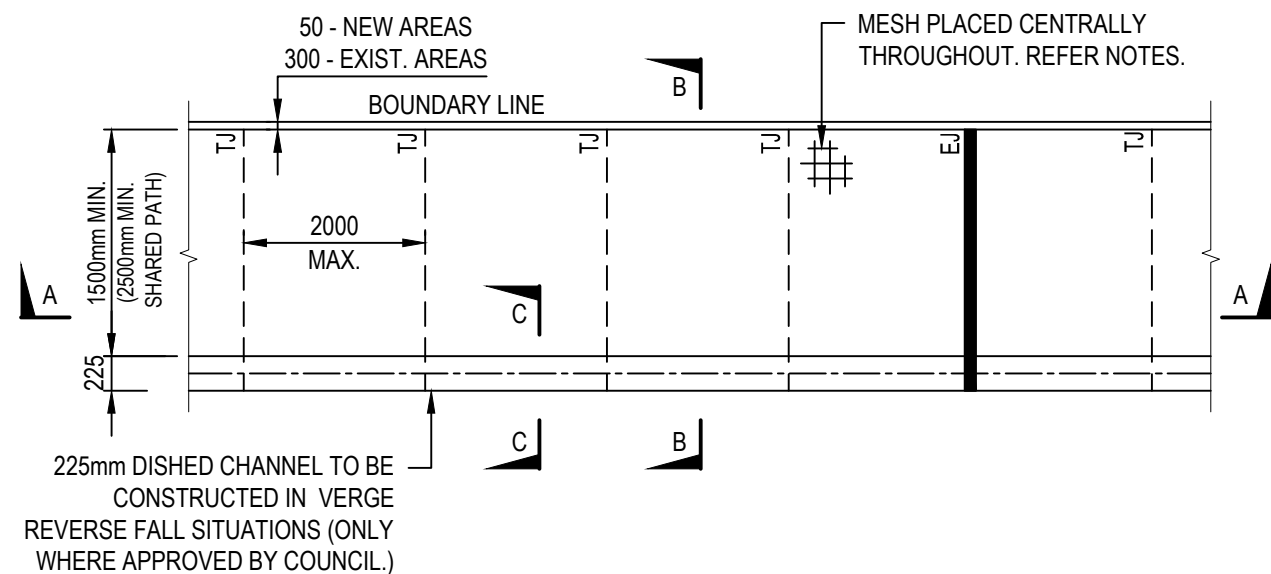 50 - NEW AREAS
300 - EXIST. AREAS
MESH PLACED CENTRALLY
THROUGHOUT. REFER NOTES.
B
BOUNDARY LINE
TJ
TJ
TJ
TJ
EJ
TJ
1500mm MIN.
(2500mm MIN.
SHARED PATH)
2000
MAX.
A
C
A
225
C
B
225mm DISHED CHANNEL TO BE
CONSTRUCTED IN VERGE
REVERSE FALL SITUATIONS (ONLY
WHERE APPROVED BY COUNCIL.)